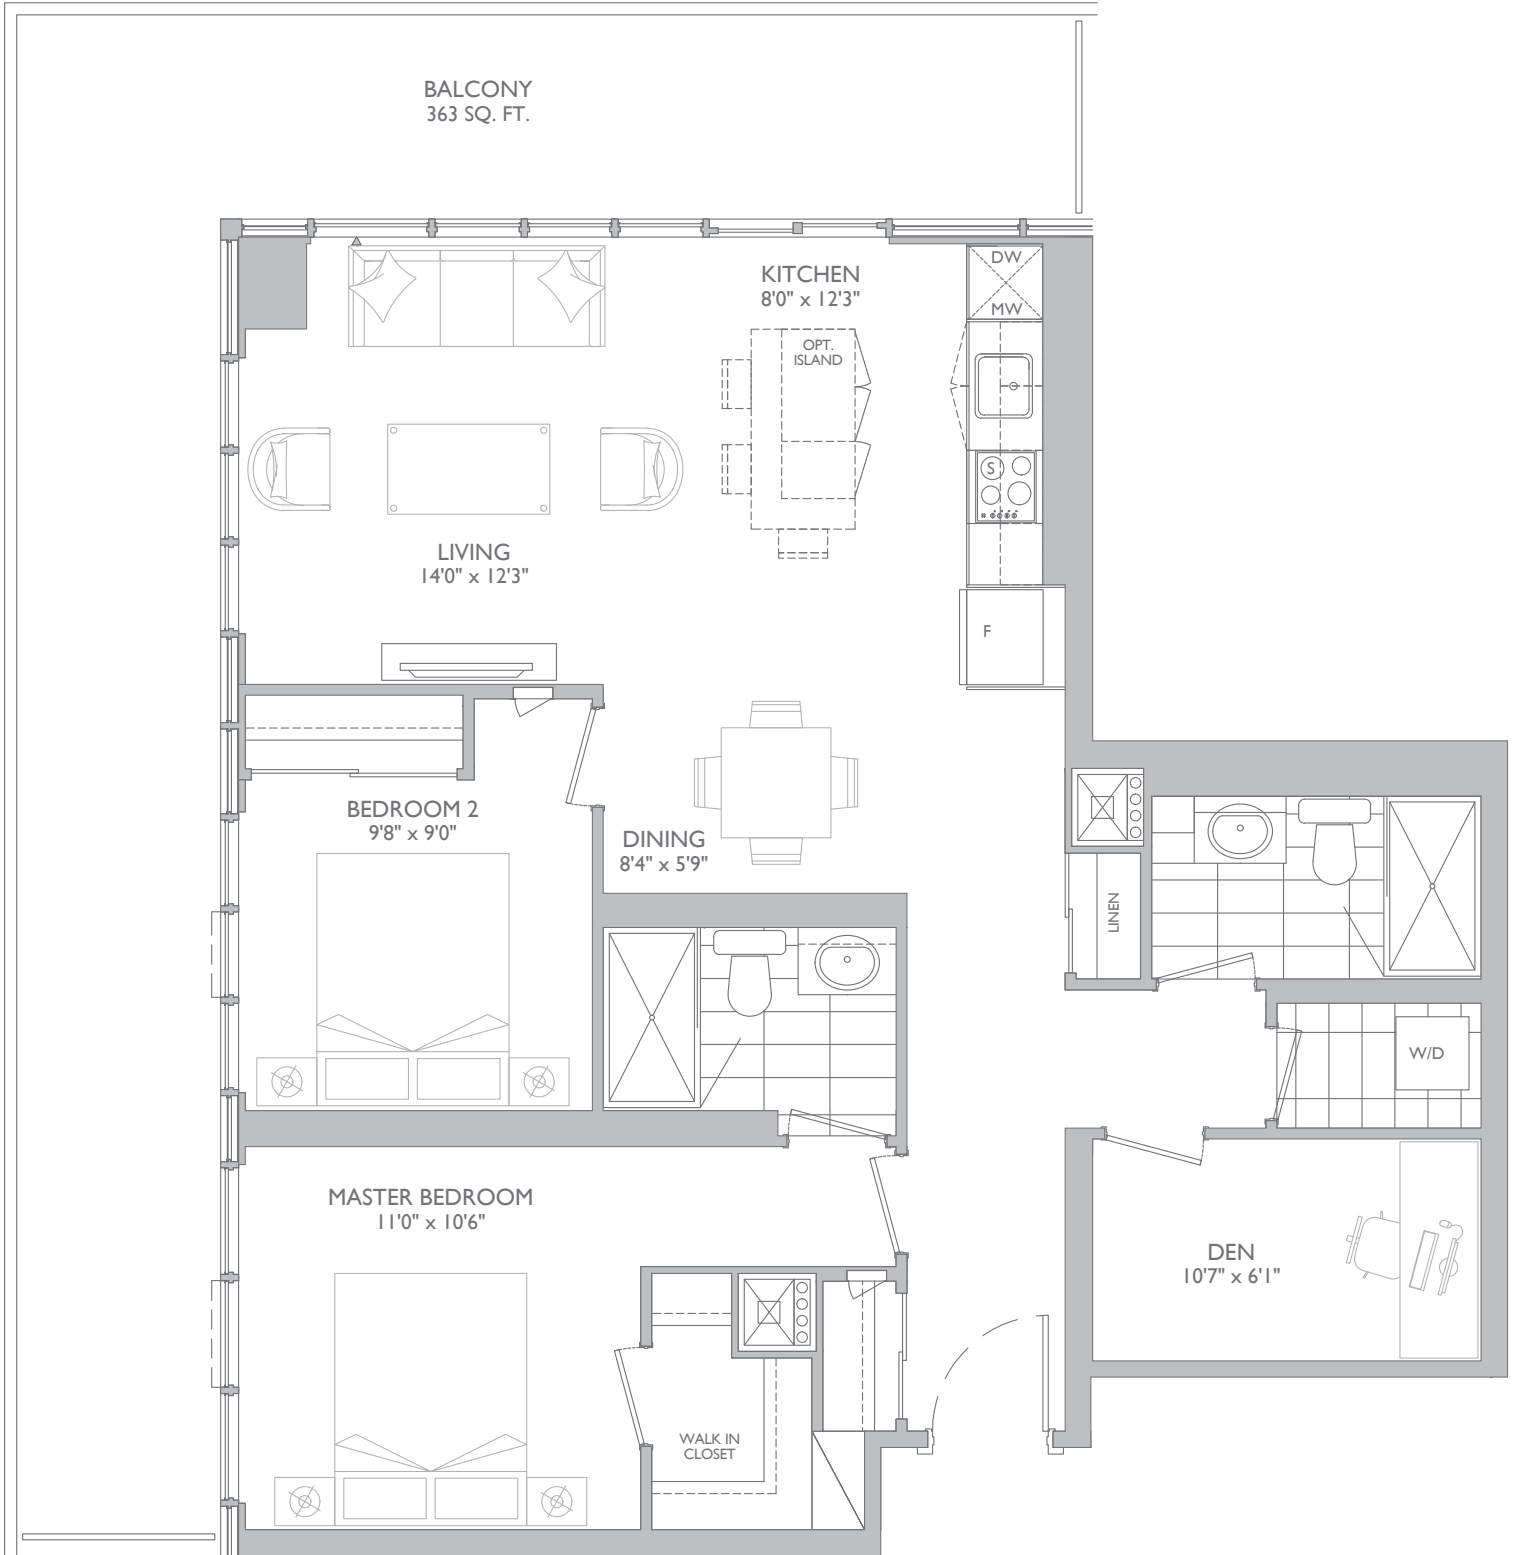 BALCONY
363 SQ. FT.
KITCHEN
8'0" x 12'3"
DW
MW
OPT.
ISLAND
S
LIVING
14'0" x 12'3"
F
BEDROOM 2
9'8" x 9'0"
DINING
8'4" x 5'9"
LINEN
W/D
MASTER BEDROOM
11'0" x 10'6"
DEN
10'7" x 6'1"
WALK IN
CLOSET